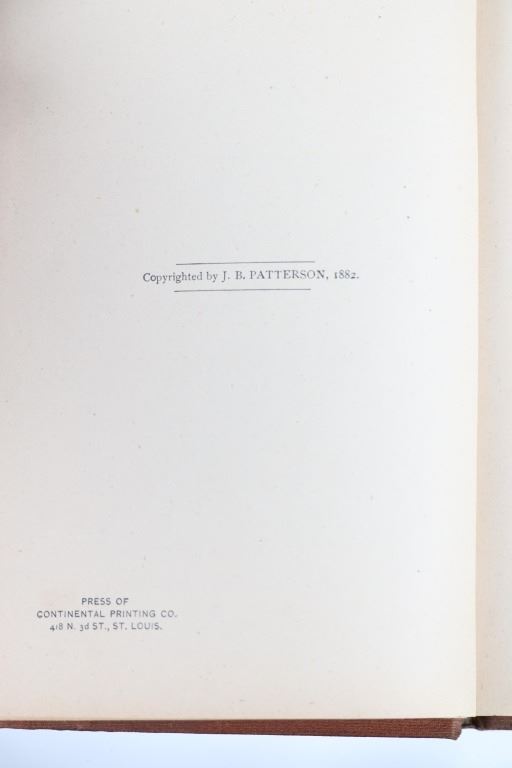 Copyrighted by J. B. PATTERSON, 1882.
PRESS OF
CONTINENTAL PRINTING CO.
418 N. 3d ST., ST. LOUIS.